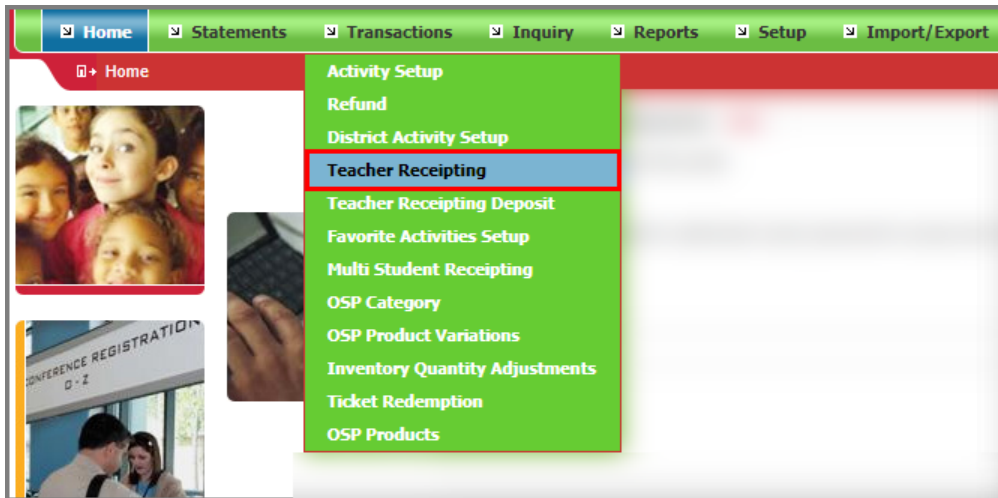 Home Statements Transactions Inquiry Reports Setup Import/Export
Home
Activity Setup
Refund
District Activity Setup
Teacher Receipting
Teacher Receipting Deposit
Favorite Activities Setup
Multi Student Receipting
OSP Category
OSP Product Variations
Inventory Quantity Adjustments
Ticket Redemption
OSP Products
CONFERENCE REGISTRATION
O - Z